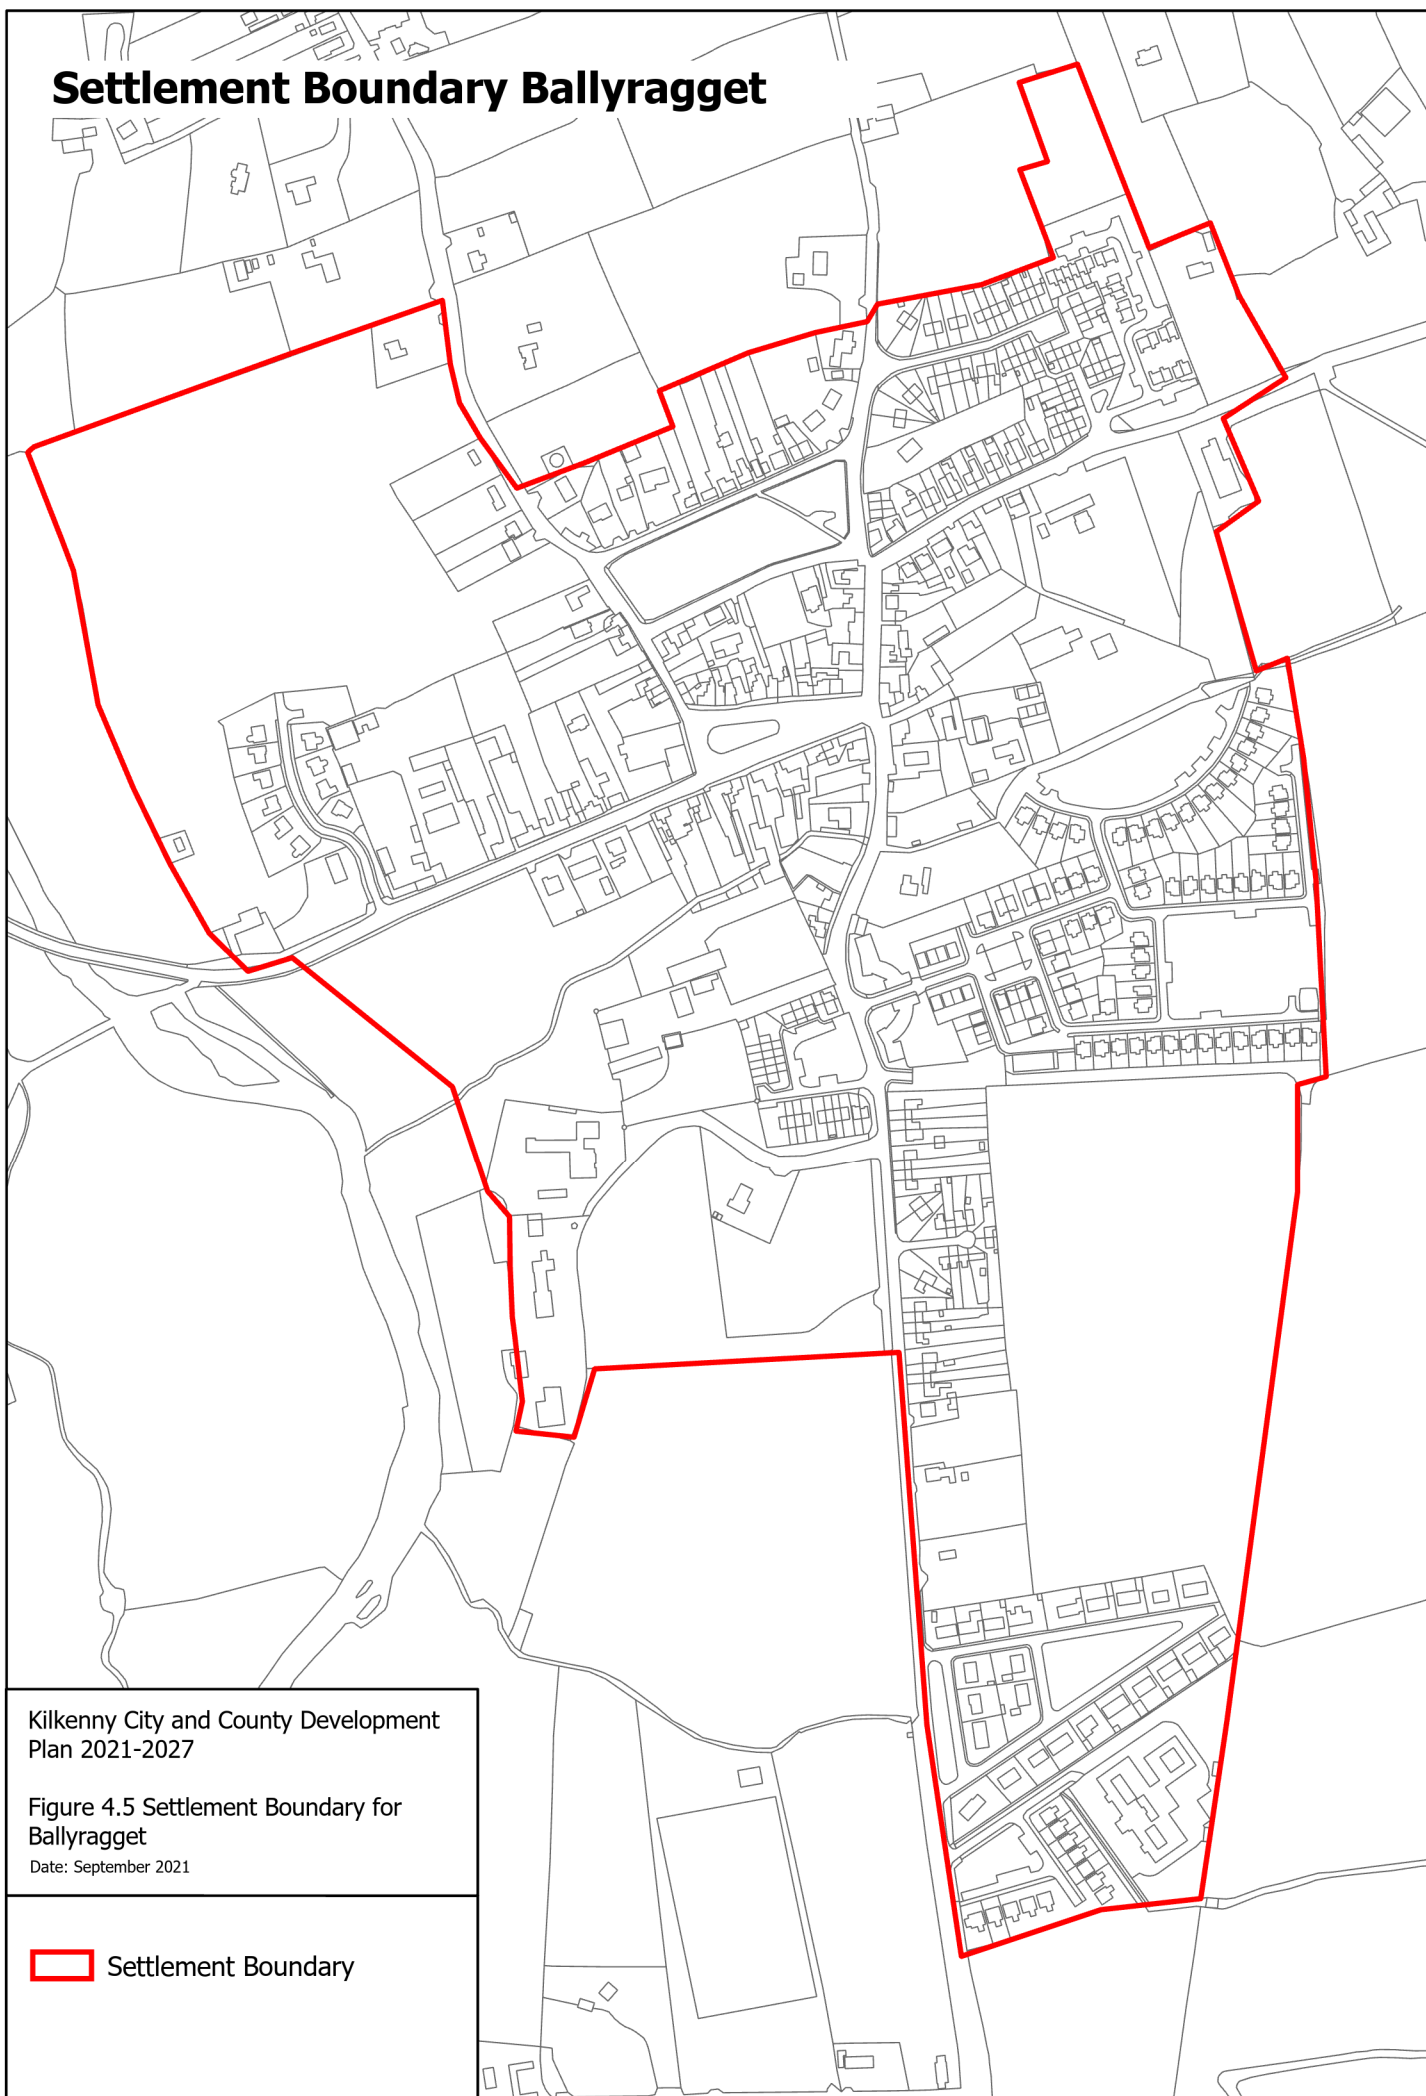 Settlement Boundary Ballyragget
Kilkenny City and County Development
Plan 2021-2027
Figure 4.5 Settlement Boundary for
Ballyragget
Date: September 2021
Settlement Boundary